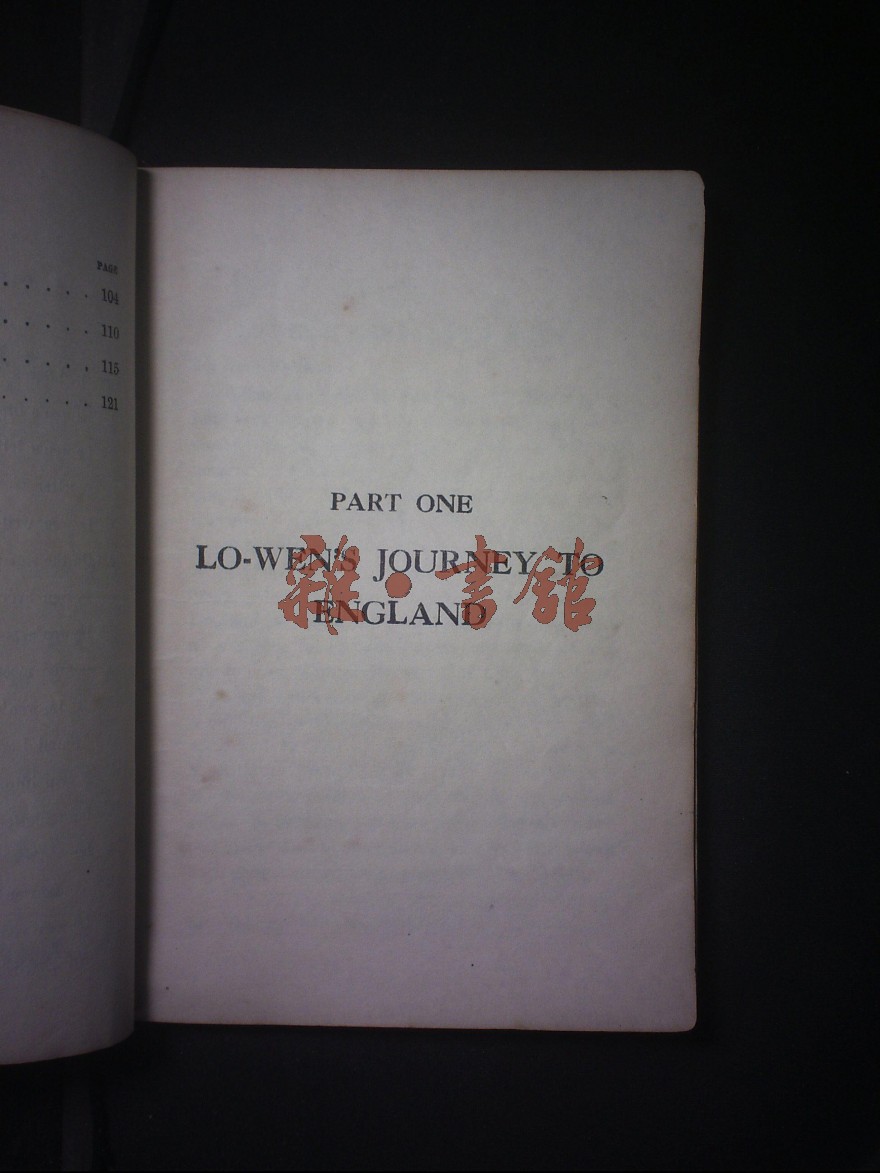 PAGE
. . . . . 104
. . . . . 110
. . . . . 115
. . . . . 121
PART ONE
LO-WEN'S JOURNEY TO
ENGLAND
雜·書館